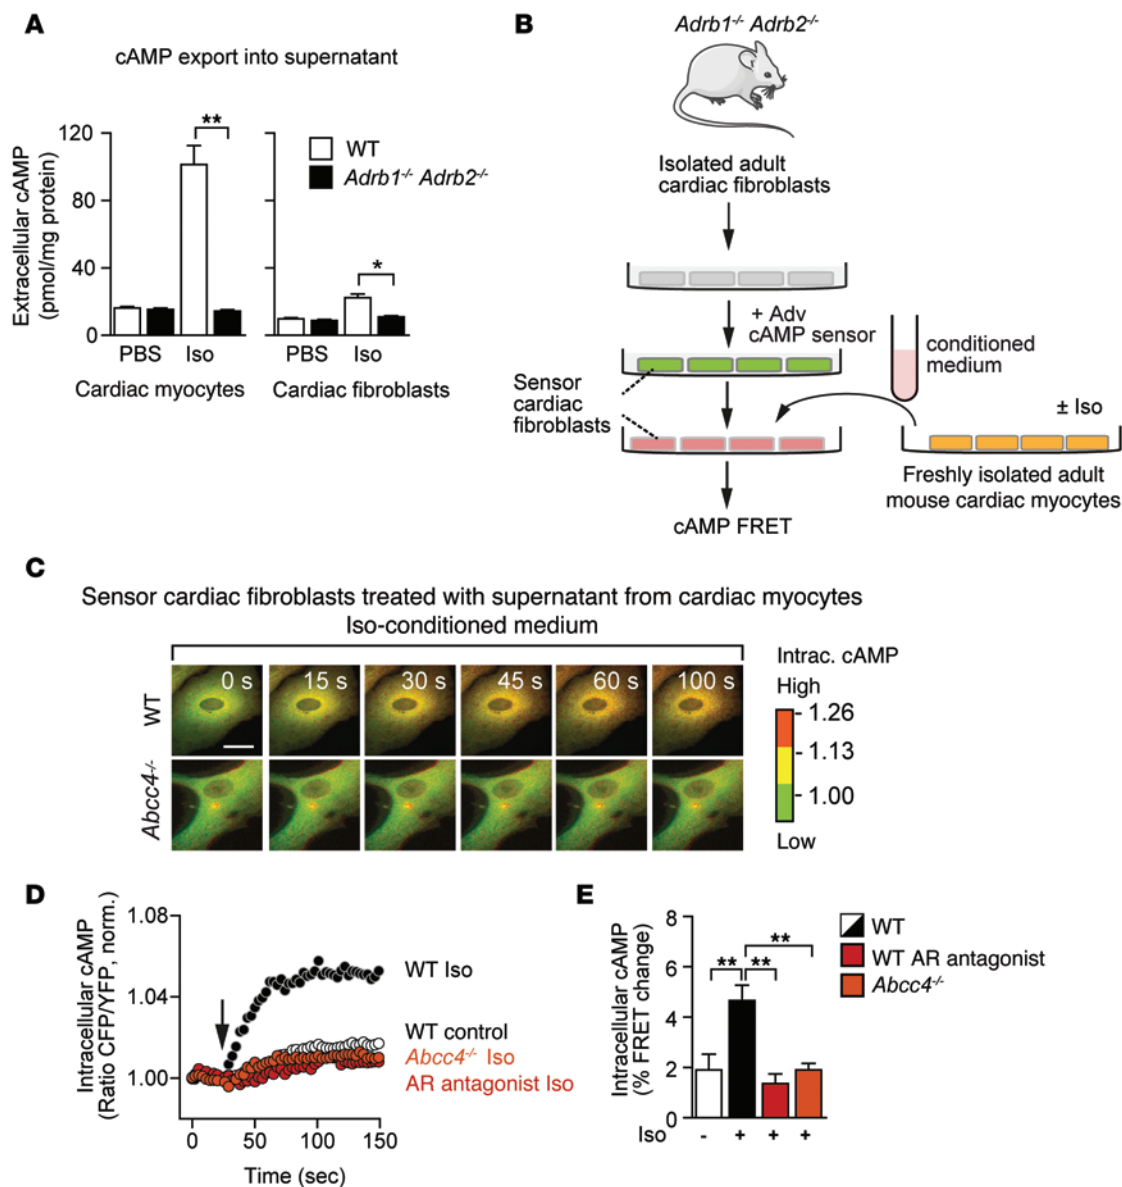 A
cAMP export into supernatant
Extracellular cAMP
(pmol/mg protein)
120
80
40
0
**
*
WT
Adrb1-/- Adrb2-/-
PBS Iso
PBS Iso
Cardiac myocytes
Cardiac fibroblasts
B
Adrb1-/- Adrb2-/-
Isolated adult
cardiac fibroblasts
+ Adv
cAMP sensor
Sensor
cardiac
fibroblasts
conditioned
medium
± Iso
Freshly isolated adult
mouse cardiac myocytes
cAMP FRET
C
Sensor cardiac fibroblasts treated with supernatant from cardiac myocytes
Iso-conditioned medium
WT
0 s 15 s 30 s 45 s 60 s 100 s
Abcc4-/-
Intrac. cAMP
High
1.26
1.13
1.00
Low
D
Intracellular cAMP
(Ratio CFP/YFP, norm.)
1.08
1.04
1.00
WT Iso
WT control
Abcc4-/- Iso
AR antagonist Iso
0 50 100 150
Time (sec)
E
Intracellular cAMP
(% FRET change)
8
6
4
2
0
**
** **
Iso - + + +
WT
WT AR antagonist
Abcc4-/-